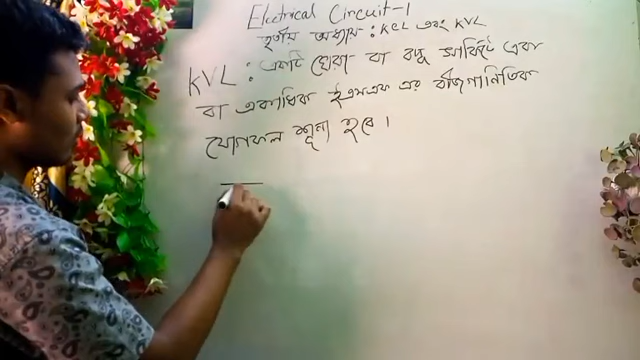 Electrical Circuit-1
তৃতীয় অধ্যায় : KCL এবং KVL
KVL : একটি ঘেরা বা বদ্ধ সার্কিটে এক
বা একাধিক ইএমএফ এর বীজগানিতিক
যোগফল শূন্য হবে ।